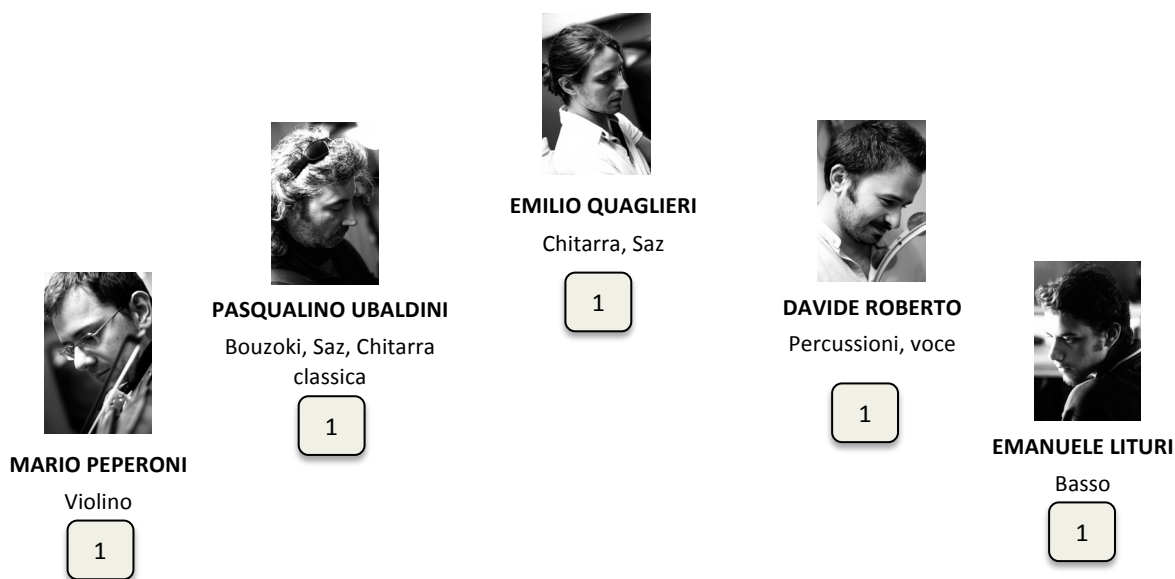 EMILIO QUAGLIERI
Chitarra, Saz
1
PASQUALINO UBALDINI
Bouzoki, Saz, Chitarra
classica
1
DAVIDE ROBERTO
Percussioni, voce
1
MARIO PEPERONI
Violino
1
EMANUELE LITURI
Basso
1